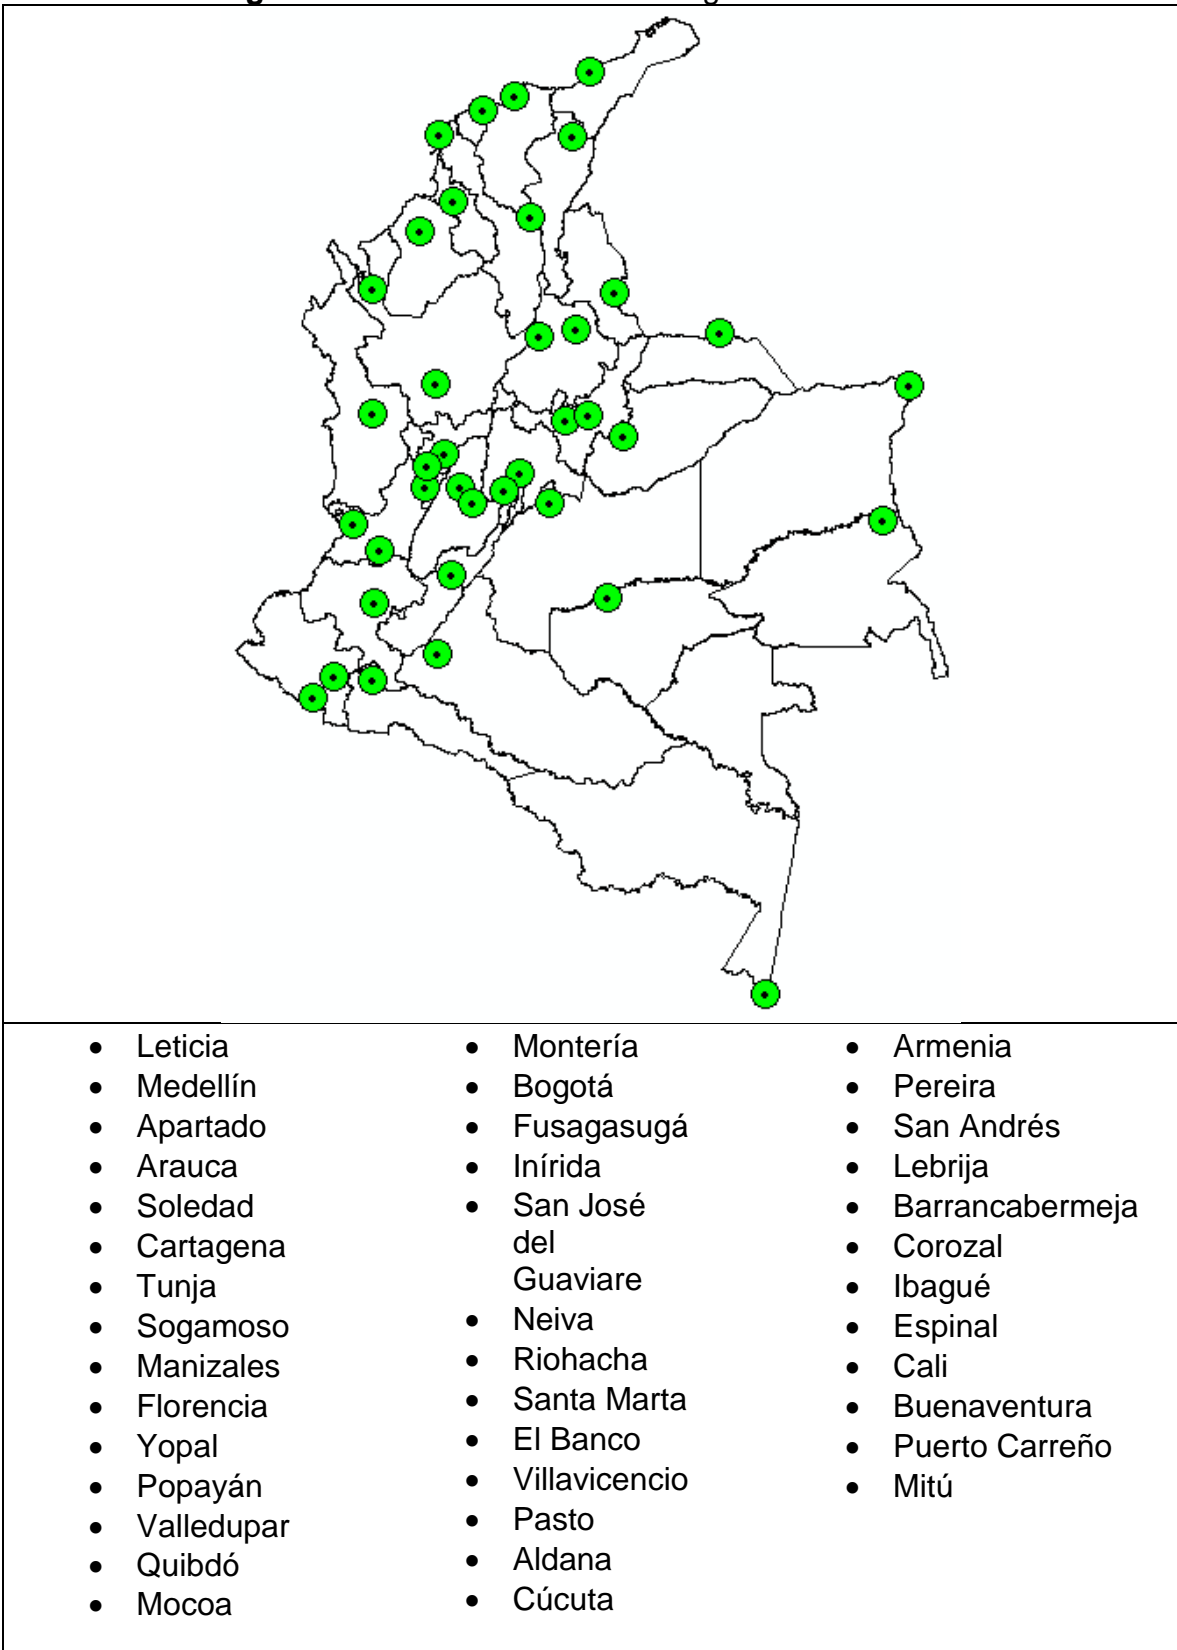 • Leticia
• Medellín
• Apartado
• Arauca
• Soledad
• Cartagena
• Tunja
• Sogamoso
• Manizales
• Florencia
• Yopal
• Popayán
• Valledupar
• Quibdó
• Mocoa
• Montería
• Bogotá
• Fusagasugá
• Inírida
• San José
del
Guaviare
• Neiva
• Riohacha
• Santa Marta
• El Banco
• Villavicencio
• Pasto
• Aldana
• Cúcuta
• Armenia
• Pereira
• San Andrés
• Lebrija
• Barrancabermeja
• Corozal
• Ibagué
• Espinal
• Cali
• Buenaventura
• Puerto Carreño
• Mitú